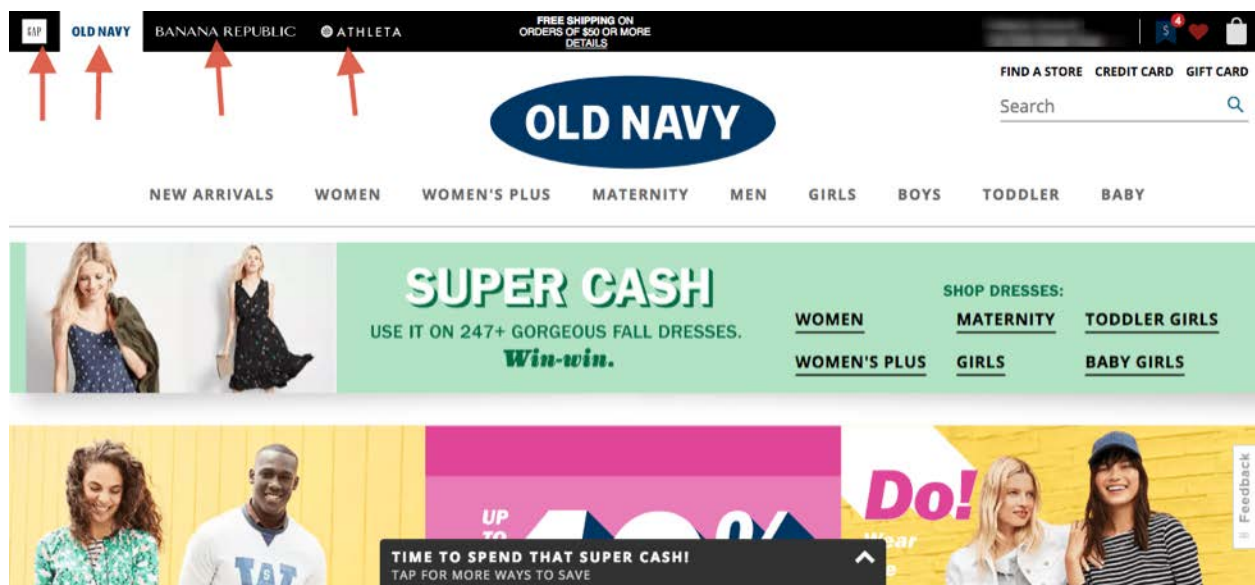 GAP
OLD NAVY
BANANA REPUBLIC
ATHLETA
FREE SHIPPING ON
ORDERS OF $50 OR MORE
DETAILS
S
4
FIND A STORE CREDIT CARD GIFT CARD
Search
OLD NAVY
NEW ARRIVALS WOMEN WOMEN'S PLUS MATERNITY MEN GIRLS BOYS TODDLER BABY
SUPER CASH
USE IT ON 247+ GORGEOUS FALL DRESSES.
Win-win.
SHOP DRESSES:
WOMEN MATERNITY TODDLER GIRLS
WOMEN'S PLUS GIRLS BABY GIRLS
UP
TO
Do!
Wear
Feedback
TIME TO SPEND THAT SUPER CASH!
TAP FOR MORE WAYS TO SAVE